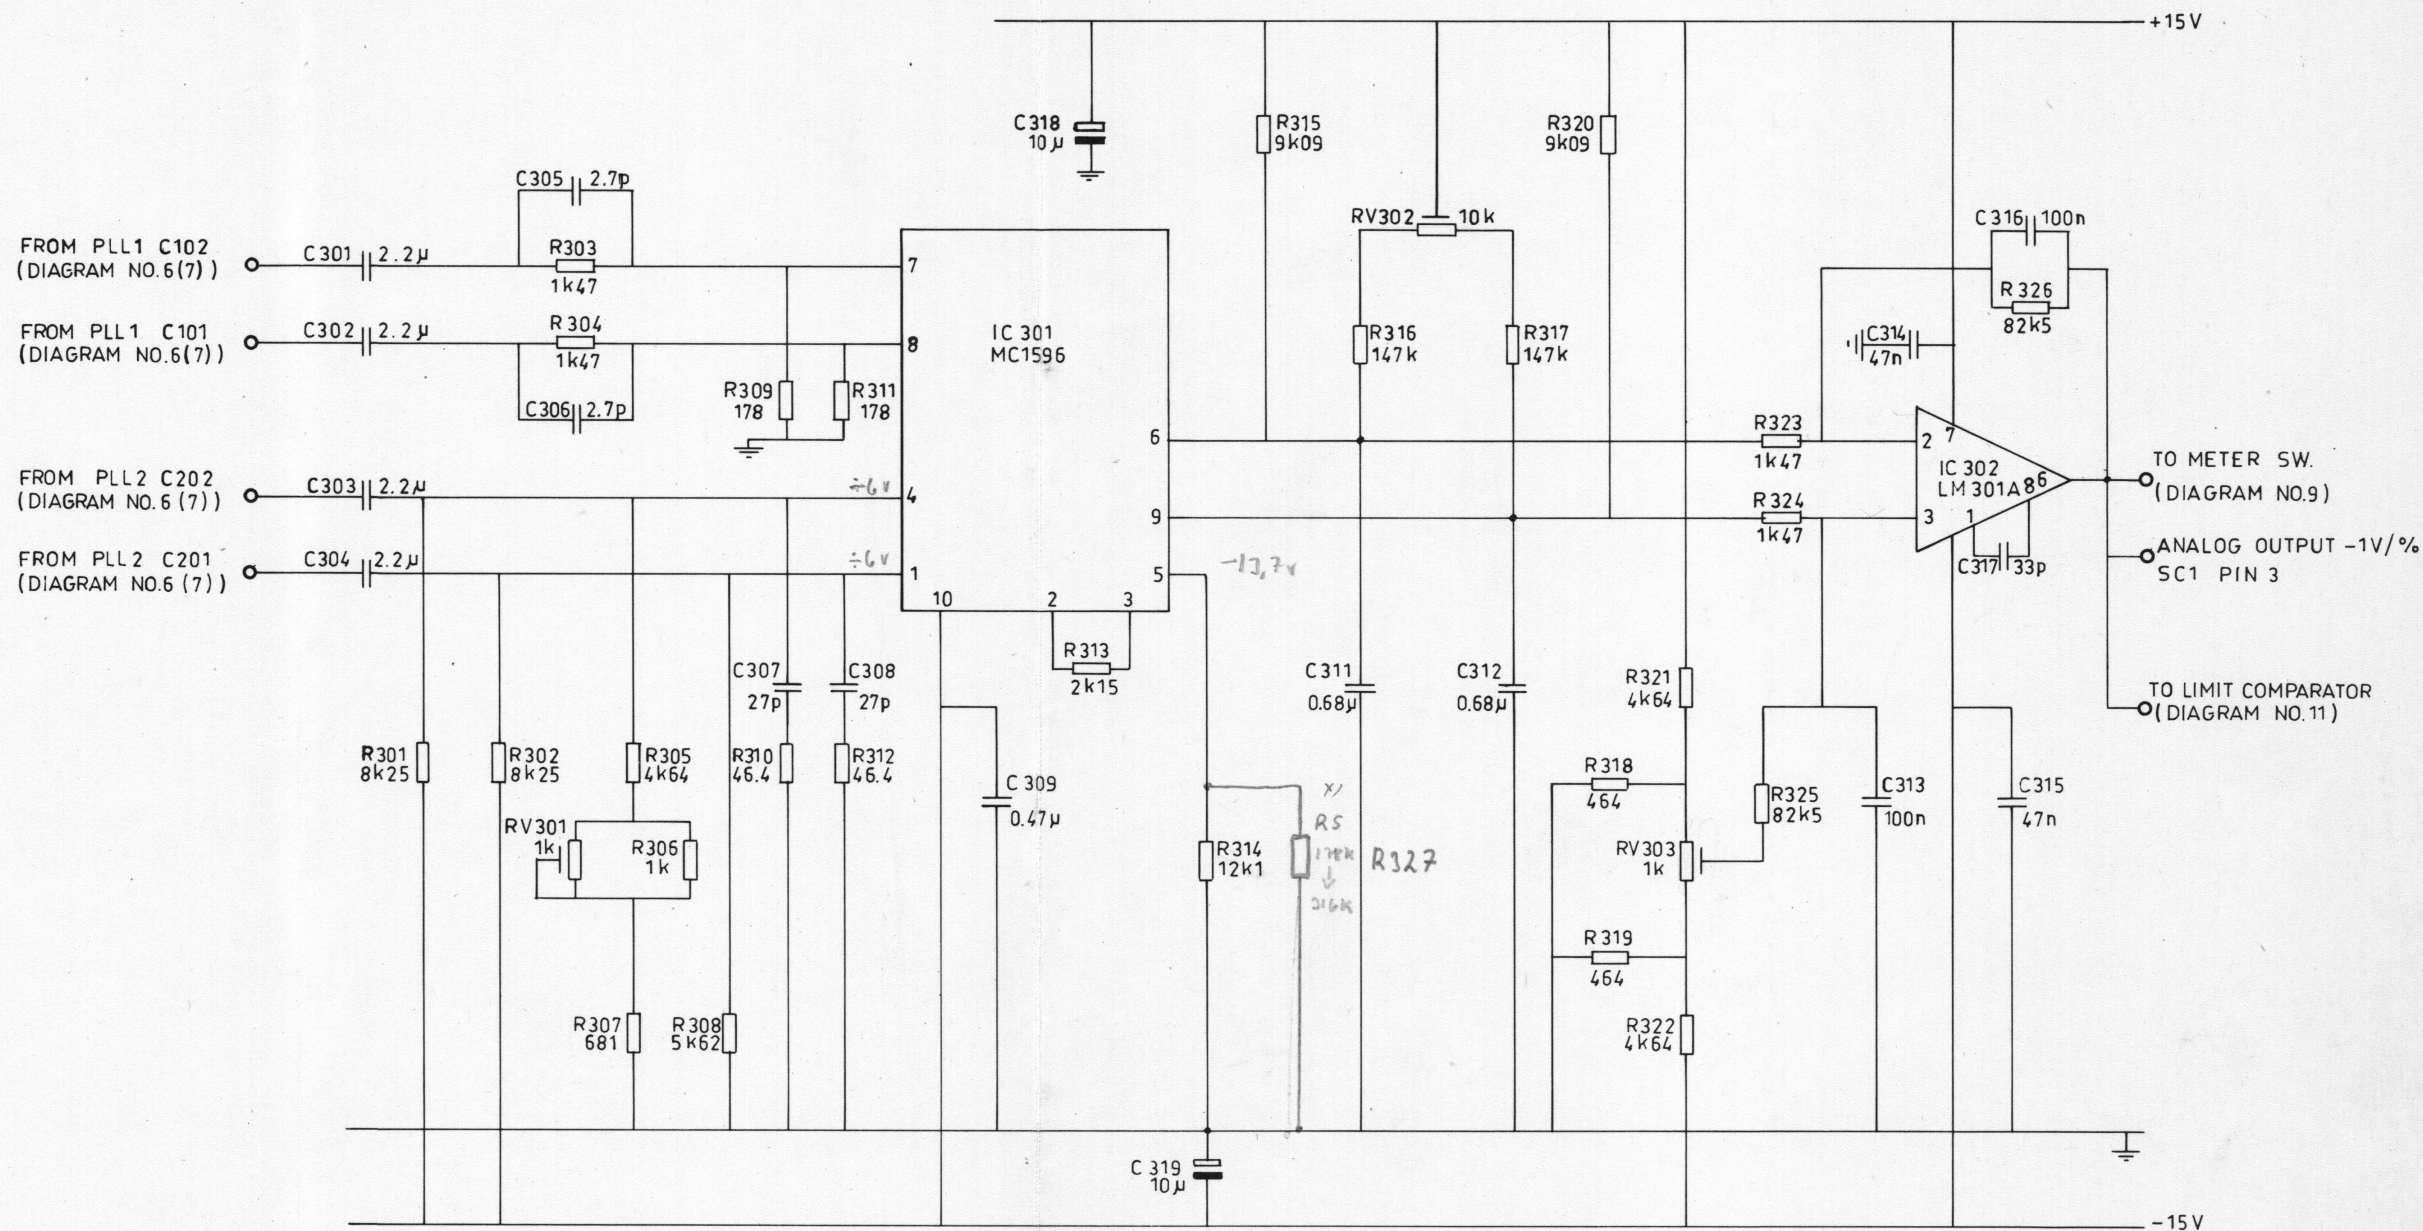 +15V
C318
10µ
R315
9k09
R320
9k09
C305 2.7p
RV302 10k
C316 100n
FROM PLL1 C102
(DIAGRAM NO.6(7))
C301 2.2µ
R303
1k47
7
R326
82k5
FROM PLL1 C101
(DIAGRAM NO.6(7))
C302 2.2µ
R304
1k47
8
IC 301
MC1596
R316
147k
R317
147k
C314
47n
C306 2.7p
R309
178
R311
178
6
R323
1k47
2
7
IC 302
LM301A
8
6
TO METER SW.
(DIAGRAM NO.9)
FROM PLL2 C202
(DIAGRAM NO.6(7))
C303 2.2µ
÷6v
4
9
R324
1k47
3
1
C317 33p
ANALOG OUTPUT -1V/%
SC1 PIN 3
FROM PLL2 C201
(DIAGRAM NO.6(7))
C304 2.2µ
÷6v
1
5
-13,7v
10
2
3
R313
2k15
C307
27p
C308
27p
C311
0.68µ
C312
0.68µ
R321
4k64
TO LIMIT COMPARATOR
(DIAGRAM NO.11)
R301
8k25
R302
8k25
R305
4k64
R310
46.4
R312
46.4
C309
0.47µ
R318
464
R325
82k5
C313
100n
C315
47n
RV301
1k
R306
1k
R314
12k1
x)
RS
178k
216k
R327
RV303
1k
R319
464
R307
681
R308
5k62
R322
4k64
C319
10µ
-15V